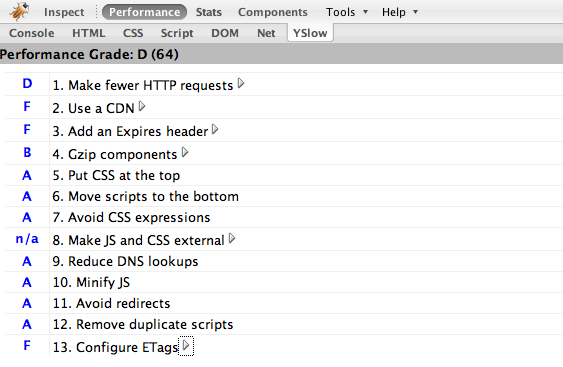 Inspect Performance Stats Components Tools Help
Console HTML CSS Script DOM Net YSlow
Performance Grade: D (64)
D 1. Make fewer HTTP requests
F 2. Use a CDN
F 3. Add an Expires header
B 4. Gzip components
A 5. Put CSS at the top
A 6. Move scripts to the bottom
A 7. Avoid CSS expressions
n/a 8. Make JS and CSS external
A 9. Reduce DNS lookups
A 10. Minify JS
A 11. Avoid redirects
A 12. Remove duplicate scripts
F 13. Configure ETags